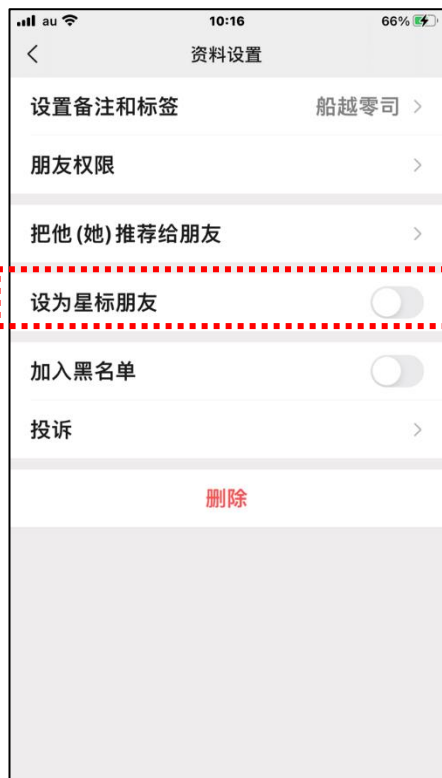 au 10:16 66%
资料设置
设置备注和标签 船越零司
朋友权限
把他(她)推荐给朋友
设为星标朋友
加入黑名单
投诉
删除